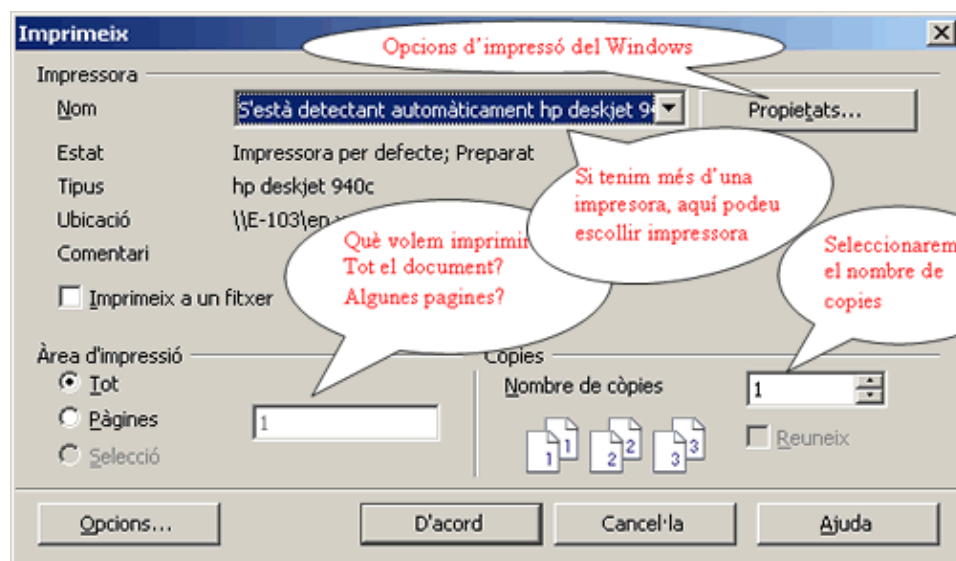 Imprimeix
Opcions d'impressó del Windows
Impressora
Nom
S'està detectant automàticament hp deskjet 94
Propietats...
Estat
Impressora per defecte; Preparat
Tipus
hp deskjet 940c
Ubicació
\\E-103\en
Comentari
Si tenim més d'una
impresora, aquí podeu
escollir impressora
Què volem imprimir
Tot el document?
Algunes pagines?
Seleccionarem
el nombre de
copies
Imprimeix a un fitxer
Àrea d'impressió
Tot
Pàgines
1
Selecció
Còpies
Nombre de còpies
1
1 1 2 2 3 3
Reuneix
Opcions...
D'acord
Cancel·la
Ajuda